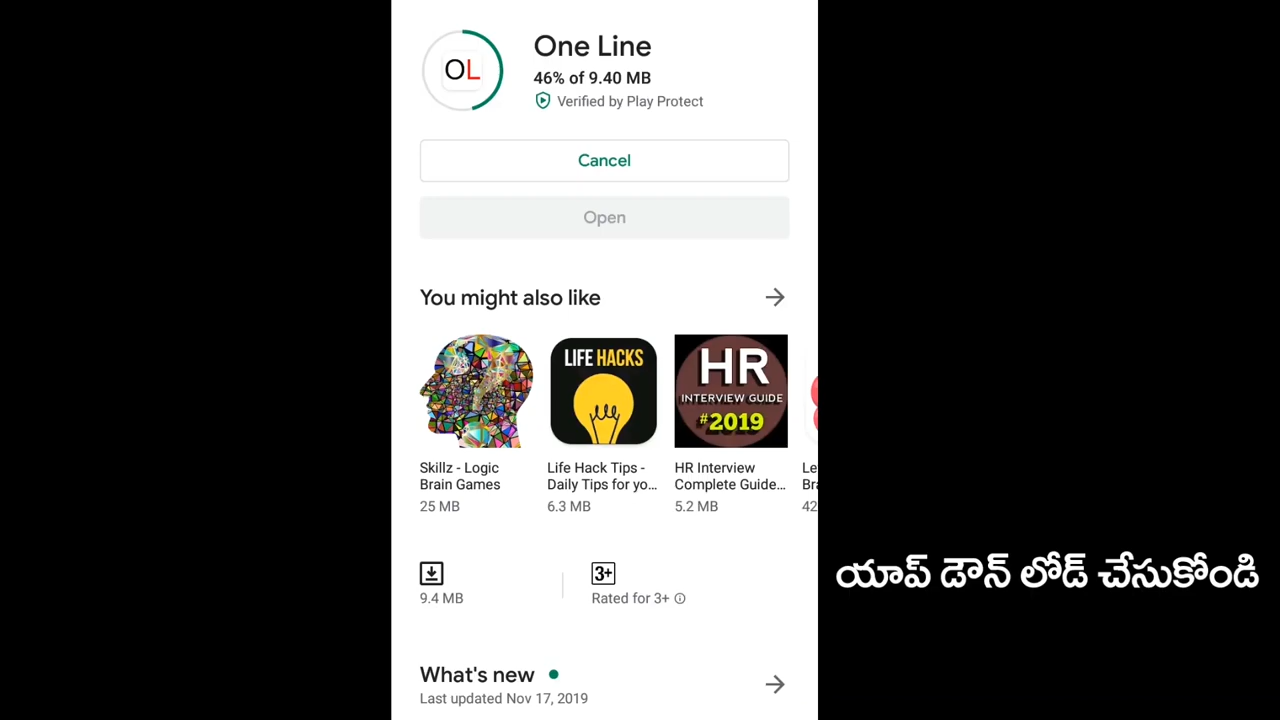 OL
One Line
46% of 9.40 MB
Verified by Play Protect
Cancel
Open
You might also like
LIFE HACKS
HR
INTERVIEW GUIDE
#2019
Skillz - Logic
Brain Games
25 MB
Life Hack Tips -
Daily Tips for yo...
6.3 MB
HR Interview
Complete Guide...
5.2 MB
Le
Bra
42
9.4 MB
3+
Rated for 3+
యాప్ డౌన్ లోడ్ చేసుకోండి
What's new
Last updated Nov 17, 2019